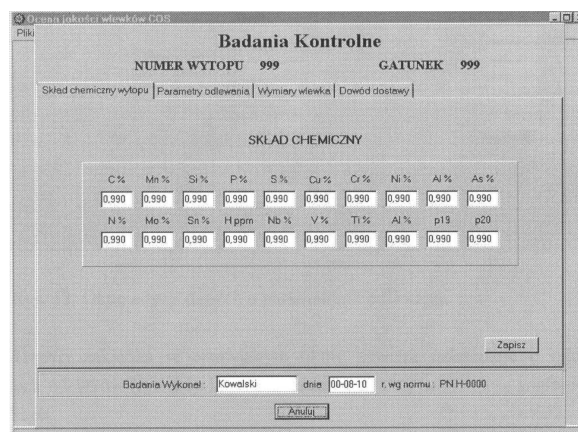 Ocena jakości wlewków COS
Pliki
Badania Kontrolne
NUMER WYTOPU 999 GATUNEK 999
Skład chemiczny wytopu Parametry odlewania Wymiary wlewka Dowód dostawy
SKŁAD CHEMICZNY
C % Mn % Si % P % S % Cu % Cr % Ni % Al % As %
0,990 0,990 0,990 0,990 0,990 0,990 0,990 0,990 0,990 0,990
N % Mo % Sn % H ppm Nb % V % Ti % Al % p19 p20
0,990 0,990 0,990 0,990 0,990 0,990 0,990 0,990 0,990 0,990
Zapisz
Badania Wykonał : Kowalski dnia 00-08-10 r. wg normu : PN H-0000
Anuluj